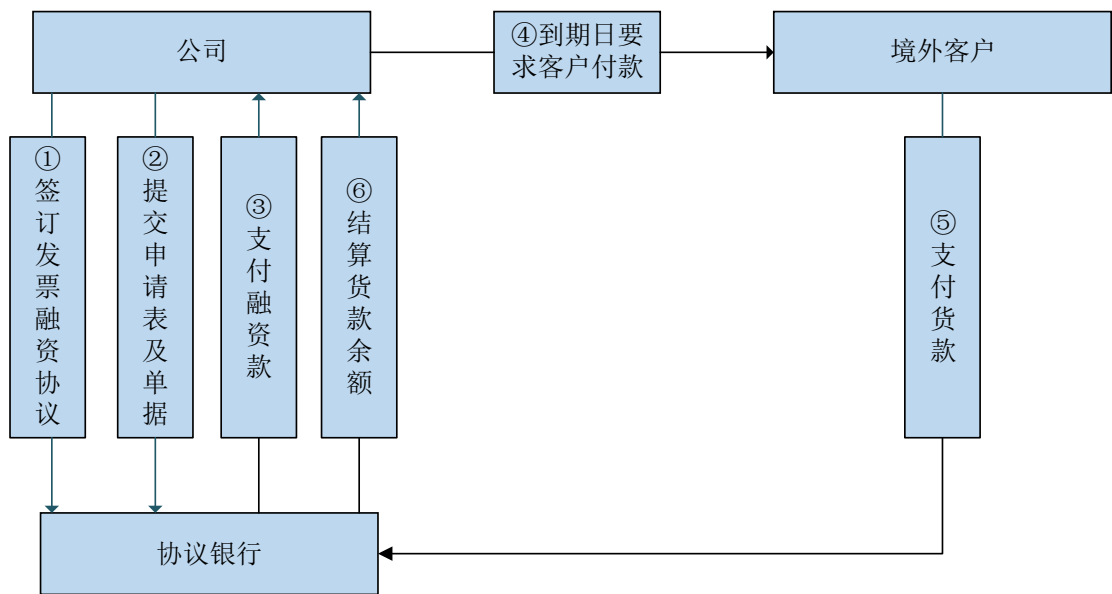 公司
④到期日要
求客户付款
境外客户
①签订发票融资协议
②提交申请表及单据
③支付融资款
⑥结算货款余额
⑤支付货款
协议银行